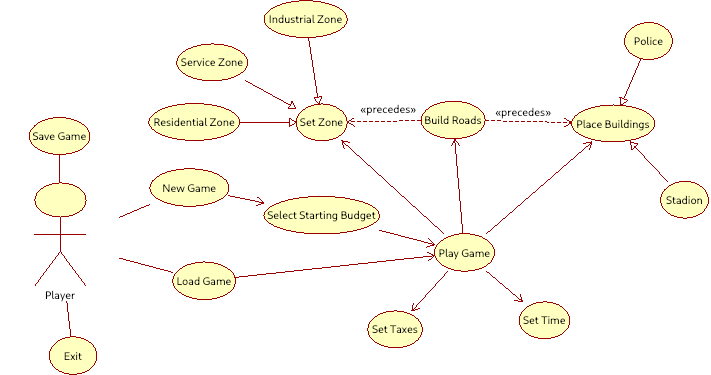 Industrial Zone
Police
Service Zone
«precedes»
«precedes»
Residential Zone
Set Zone
Build Roads
Place Buildings
Save Game
New Game
Select Starting Budget
Stadion
Play Game
Load Game
Player
Set Taxes
Set Time
Exit